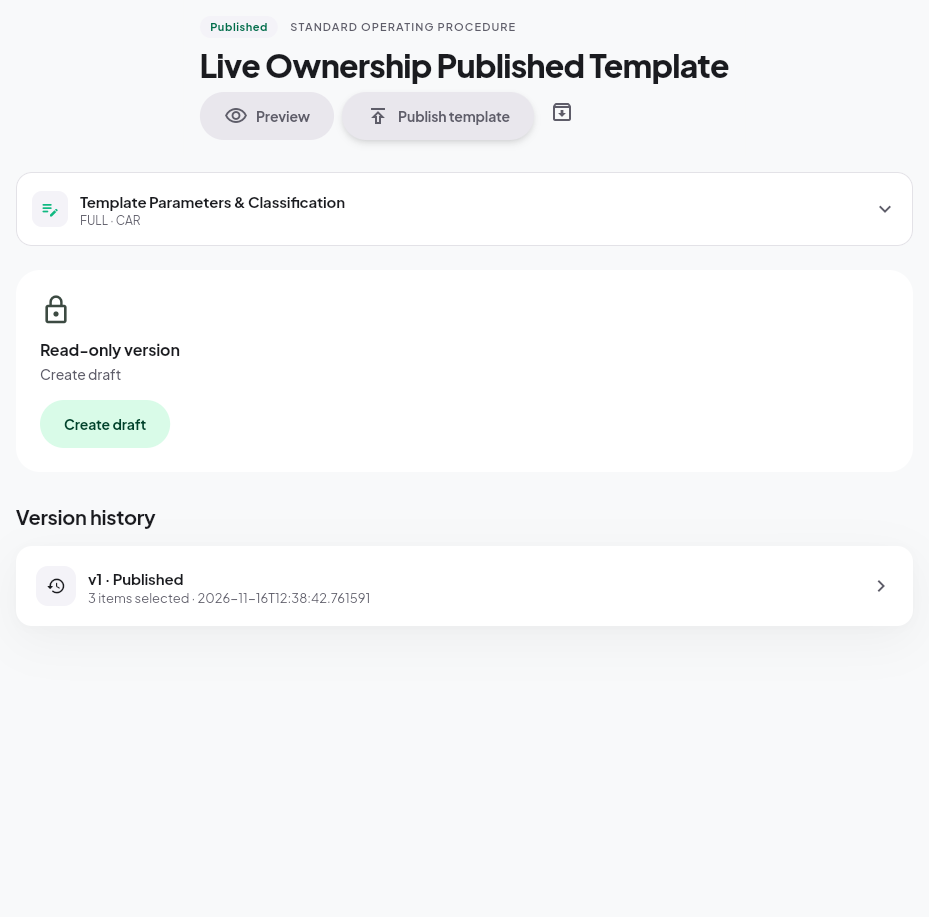 Published STANDARD OPERATING PROCEDURE
Live Ownership Published Template
Preview Publish template
Template Parameters & Classification
FULL · CAR
Read-only version
Create draft
Create draft
Version history
v1 · Published
3 items selected · 2026-11-16T12:38:42.761591